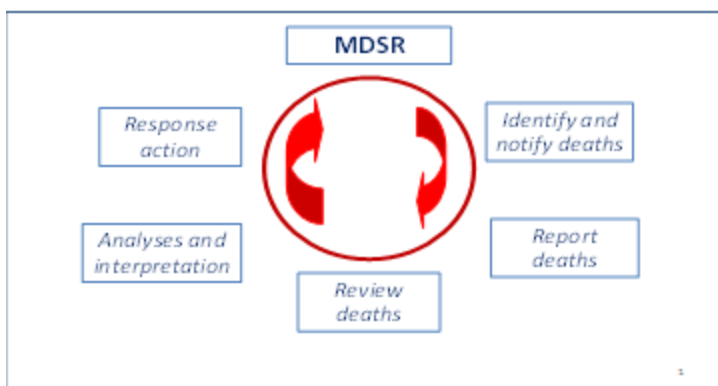 MDSR
Identify and
notify deaths
Report
deaths
Review
deaths
Analyses and
interpretation
Response
action
1